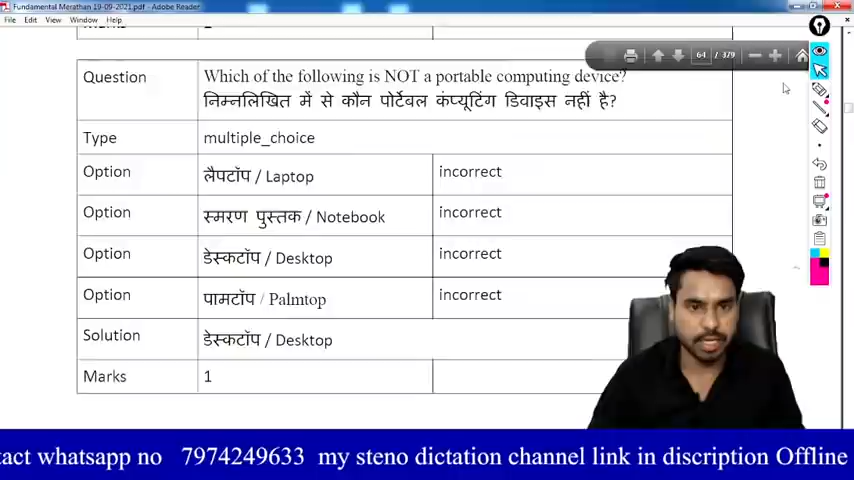 Fundamental Merathan 19-09-2021.pdf - Adobe Reader
File Edit View Window Help
64 / 379
Question Which of the following is NOT a portable computing device?
निम्नलिखित में से कौन पोर्टेबल कंप्यूटिंग डिवाइस नहीं है?
Type multiple_choice
Option लैपटॉप / Laptop incorrect
Option स्मरण पुस्तक / Notebook incorrect
Option डेस्कटॉप / Desktop incorrect
Option पामटॉप / Palmtop incorrect
Solution डेस्कटॉप / Desktop
Marks 1
tact whatsapp no 7974249633 my steno dictation channel link in discription Offline